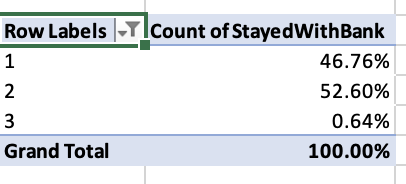 Row Labels Count of StayedWithBank
1 46.76%
2 52.60%
3 0.64%
Grand Total 100.00%